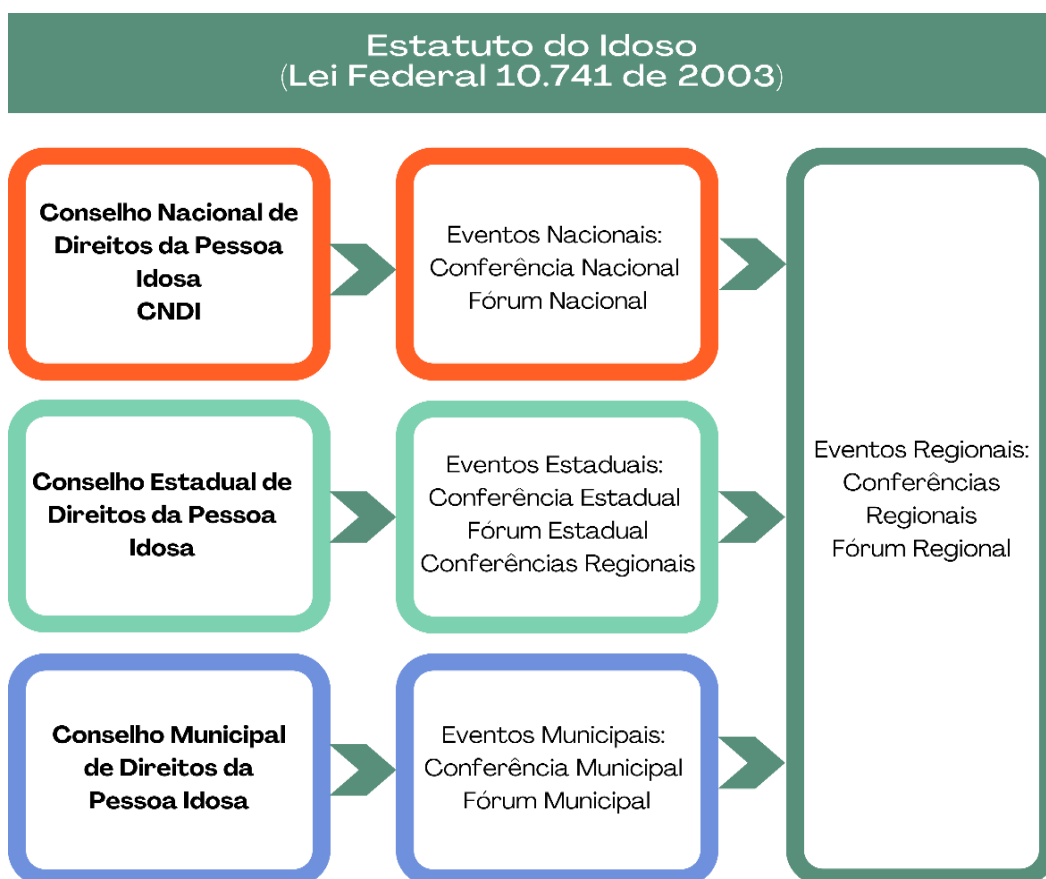 Estatuto do Idoso
(Lei Federal 10.741 de 2003)
Conselho Nacional de
Direitos da Pessoa
Idosa
CNDI
Eventos Nacionais:
Conferência Nacional
Fórum Nacional
Conselho Estadual de
Direitos da Pessoa
Idosa
Eventos Estaduais:
Conferência Estadual
Fórum Estadual
Conferências Regionais
Conselho Municipal
de Direitos da
Pessoa Idosa
Eventos Municipais:
Conferência Municipal
Fórum Municipal
Eventos Regionais:
Conferências
Regionais
Fórum Regional